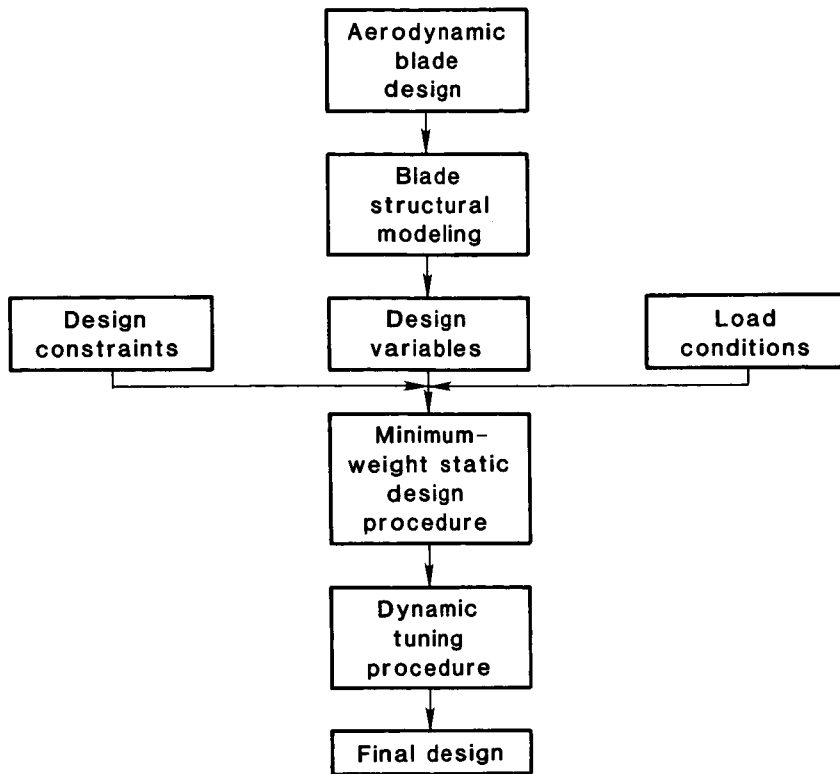 Aerodynamic
blade
design
Blade
structural
modeling
Design
constraints
Design
variables
Load
conditions
Minimum-
weight static
design
procedure
Dynamic
tuning
procedure
Final design